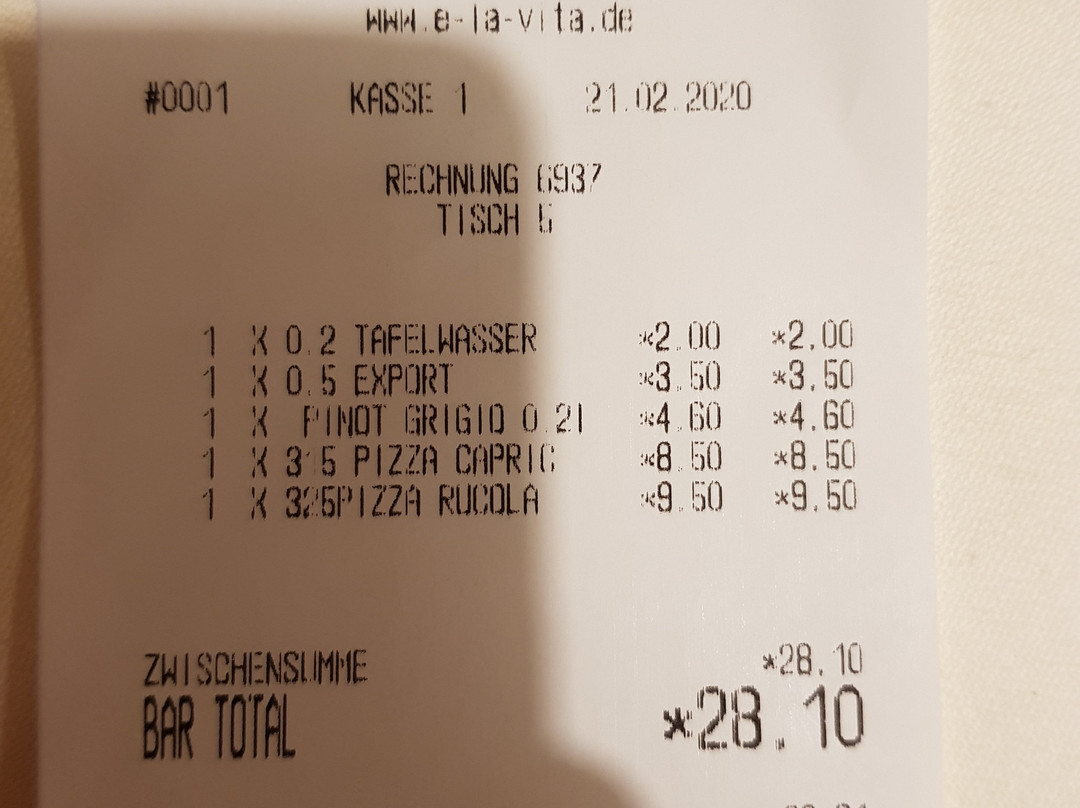 www.e-la-vita.de
#0001 KASSE 1 21.02.2020
RECHNUNG 6937
TISCH 5
1 X 0.2 TAFELWASSER *2.00 *2.00
1 X 0.5 EXPORT *3.50 *3.50
1 X PINOT GRIGIO 0.2l *4.60 *4.60
1 X 315 PIZZA CAPRIC *8.50 *8.50
1 X 325PIZZA RUCOLA *9.50 *9.50
ZWISCHENSUMME *28.10
BAR TOTAL *28.10